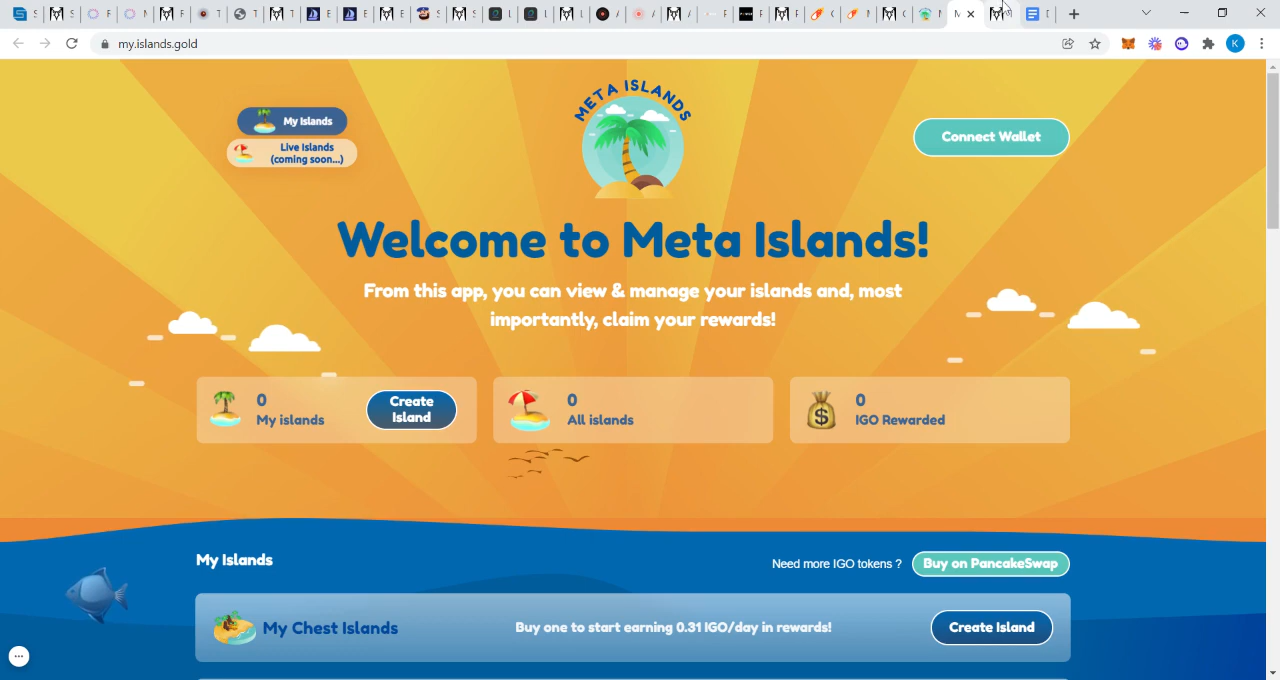 my.islands.gold
K
META ISLANDS
My Islands
Live Islands
(coming soon...)
Connect Wallet
Welcome to Meta Islands!
From this app, you can view & manage your islands and, most
importantly, claim your rewards!
0
My islands
Create
Island
0
All islands
0
IGO Rewarded
My Islands
Need more IGO tokens ?
Buy on PancakeSwap
My Chest Islands
Buy one to start earning 0.31 IGO/day in rewards!
Create Island